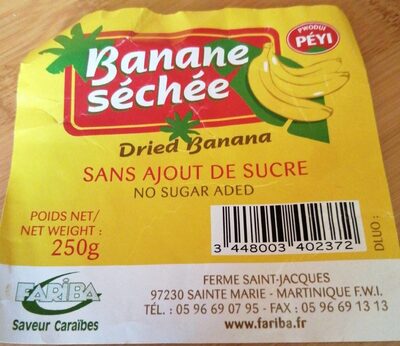 Banane
séchée
PWODUI
PÉYI
Dried Banana
SANS AJOUT DE SUCRE
NO SUGAR ADED
POIDS NET/
NET WEIGHT :
250g
3 448003 402372
DLUO :
FARIBA
Saveur Caraïbes
FERME SAINT-JACQUES
97230 SAINTE MARIE - MARTINIQUE F.W.I.
TÉL. : 05 96 69 07 95 - FAX : 05 96 69 13 13
www.fariba.fr